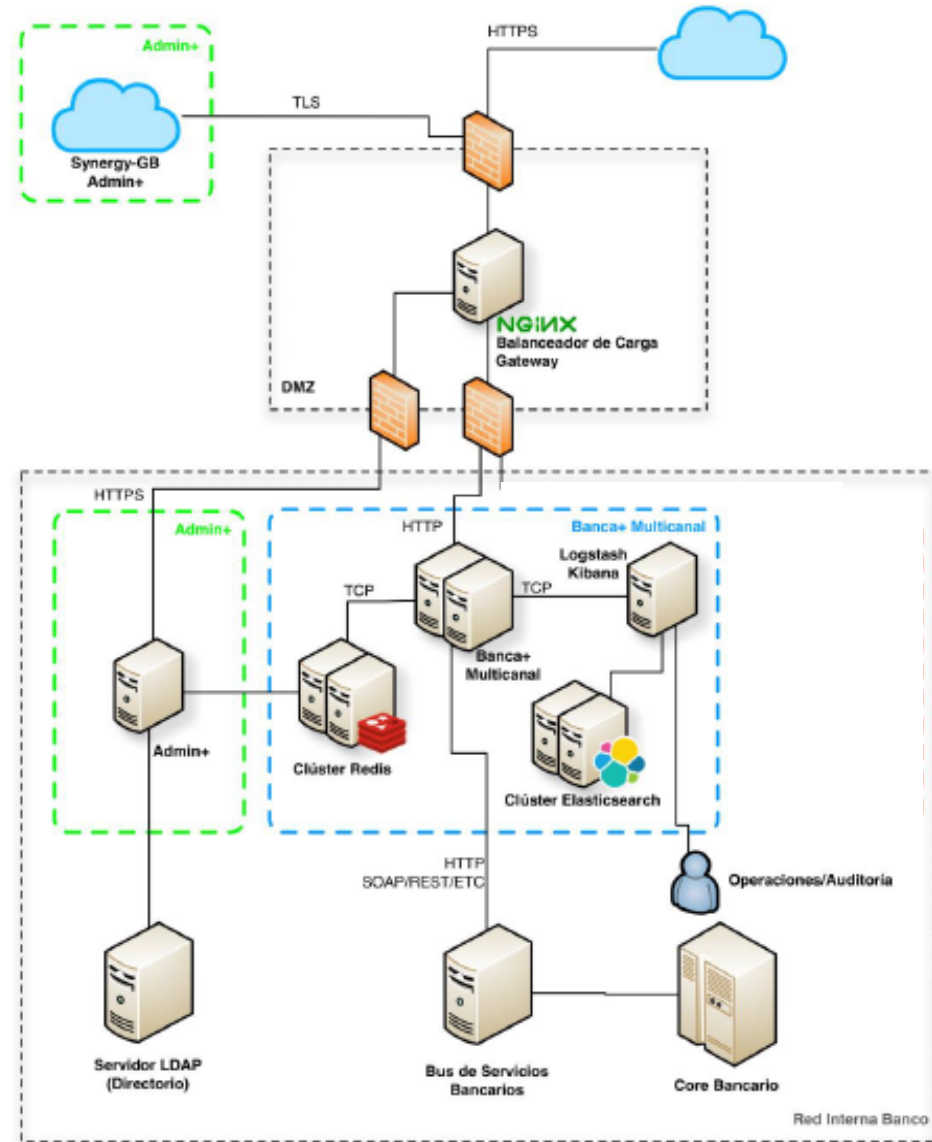 HTTPS
Admin+
TLS
Synergy-GB
Admin+
NGINX
Balanceador de Carga
Gateway
DMZ
HTTPS
Admin+
HTTP
Banca+ Multicanal
Logstash
Kibana
TCP
TCP
Banca+
Multicanal
Admin+
Clúster Redis
Clúster Elasticsearch
HTTP
SOAP/REST/ETC
Operaciones/Auditoria
Servidor LDAP
(Directorio)
Bus de Servicios
Bancarios
Core Bancario
Red Interna Banco